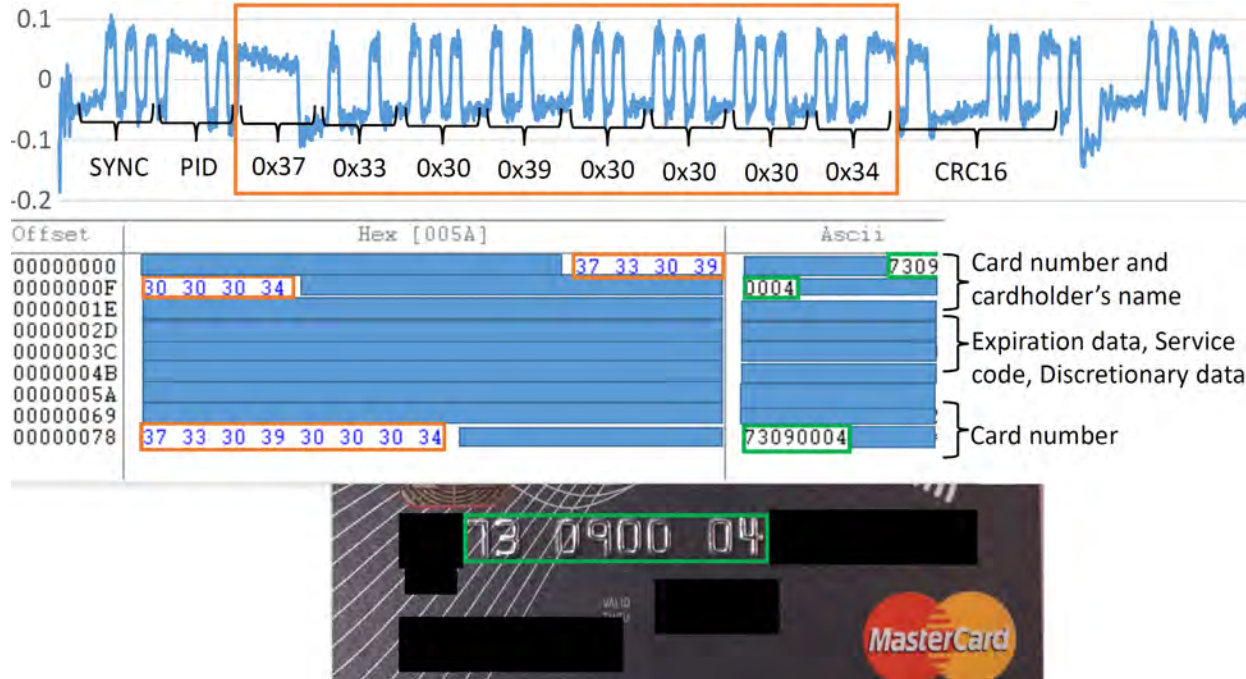 0.1
0
-0.1
SYNC PID 0x37 0x33 0x30 0x39 0x30 0x30 0x30 0x34 CRC16
-0.2
Offset Hex [005A] Ascii
00000000 37 33 30 39 7309
0000000F 30 30 30 34 0004
0000001E
0000002D
0000003C
0000004B
0000005A
00000069
00000078 37 33 30 39 30 30 30 34 73090004
Card number and
cardholder's name
Expiration data, Service
code, Discretionary data
Card number
73 0900 04
VALID
THRU
MasterCard